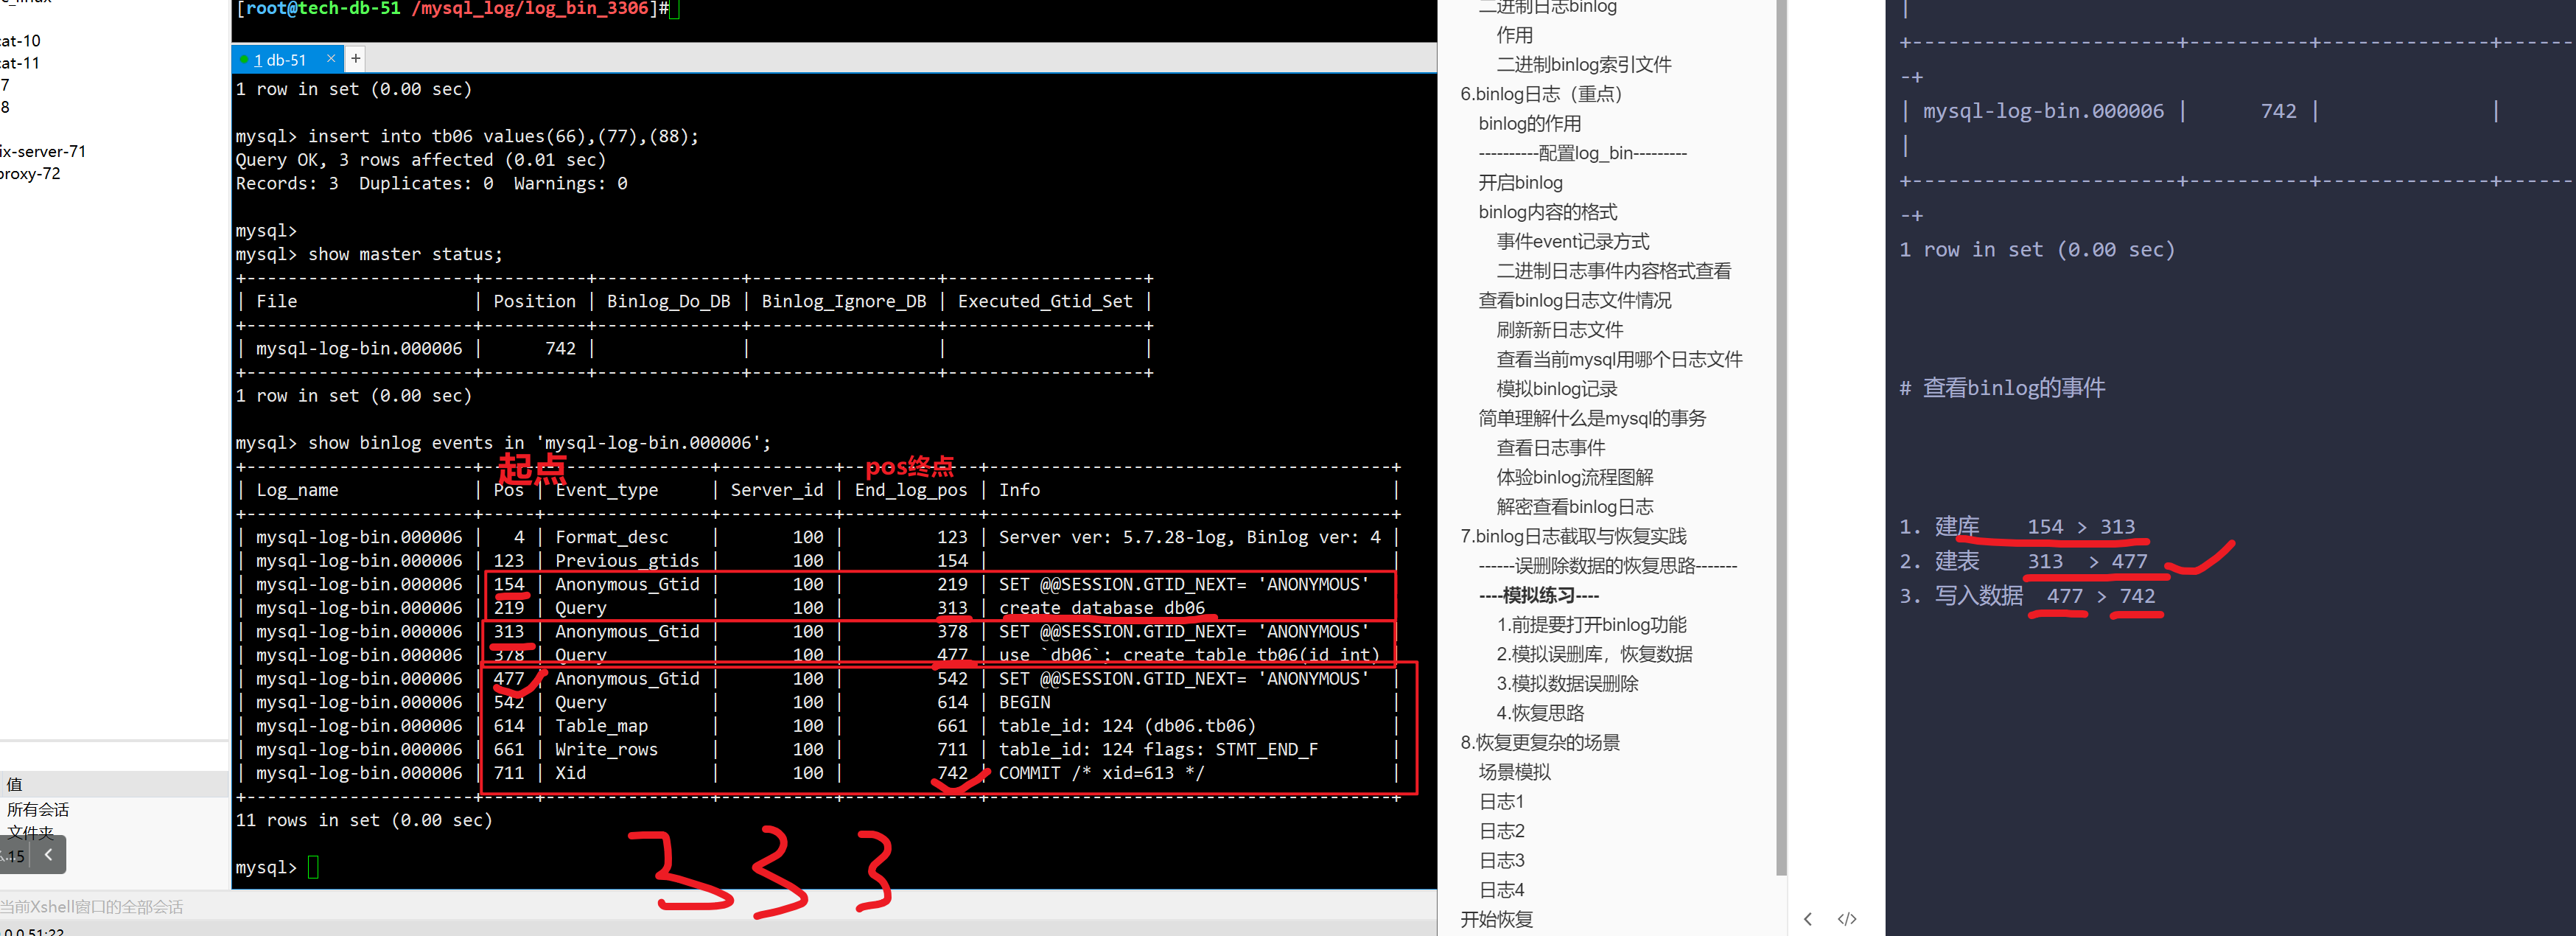 [root@tech-db-51 /mysql_log/log_bin_3306]#
cat-10
cat-11
7
8
ix-server-71
proxy-72
值
所有会话
文件夹
15
当前Xshell窗口的全部会话
1 db-51 × +
1 row in set (0.00 sec)
mysql> insert into tb06 values(66),(77),(88);
Query OK, 3 rows affected (0.01 sec)
Records: 3  Duplicates: 0  Warnings: 0
mysql>
mysql> show master status;
+-----------------------+----------+--------------+------------------+-------------------+
| File                  | Position | Binlog_Do_DB | Binlog_Ignore_DB | Executed_Gtid_Set |
+-----------------------+----------+--------------+------------------+-------------------+
| mysql-log-bin.000006 |      742 |              |                  |                   |
+-----------------------+----------+--------------+------------------+-------------------+
1 row in set (0.00 sec)
mysql> show binlog events in 'mysql-log-bin.000006';
起点 pos终点
| Log_name             | Pos | Event_type     | Server_id | End_log_pos | Info                                  |
| mysql-log-bin.000006 |   4 | Format_desc    |       100 |         123 | Server ver: 5.7.28-log, Binlog ver: 4 |
| mysql-log-bin.000006 | 123 | Previous_gtids |       100 |         154 |                                       |
| mysql-log-bin.000006 | 154 | Anonymous_Gtid |       100 |         219 | SET @@SESSION.GTID_NEXT= 'ANONYMOUS'  |
| mysql-log-bin.000006 | 219 | Query          |       100 |         313 | create database db06                  |
| mysql-log-bin.000006 | 313 | Anonymous_Gtid |       100 |         378 | SET @@SESSION.GTID_NEXT= 'ANONYMOUS'  |
| mysql-log-bin.000006 | 378 | Query          |       100 |         477 | use `db06`; create table tb06(id int) |
| mysql-log-bin.000006 | 477 | Anonymous_Gtid |       100 |         542 | SET @@SESSION.GTID_NEXT= 'ANONYMOUS'  |
| mysql-log-bin.000006 | 542 | Query          |       100 |         614 | BEGIN                                 |
| mysql-log-bin.000006 | 614 | Table_map      |       100 |         661 | table_id: 124 (db06.tb06)             |
| mysql-log-bin.000006 | 661 | Write_rows     |       100 |         711 | table_id: 124 flags: STMT_END_F       |
| mysql-log-bin.000006 | 711 | Xid            |       100 |         742 | COMMIT /* xid=613 */                  |
11 rows in set (0.00 sec)
mysql>
3 3 3
二进制日志binlog
作用
二进制binlog索引文件
6.binlog日志（重点）
binlog的作用
----------配置log_bin---------
开启binlog
binlog内容的格式
事件event记录方式
二进制日志事件内容格式查看
查看binlog日志文件情况
刷新新日志文件
查看当前mysql用哪个日志文件
模拟binlog记录
简单理解什么是mysql的事务
查看日志事件
体验binlog流程图解
解密查看binlog日志
7.binlog日志截取与恢复实践
------误删除数据的恢复思路-------
----模拟练习----
1.前提要打开binlog功能
2.模拟误删库，恢复数据
3.模拟数据误删除
4.恢复思路
8.恢复更复杂的场景
场景模拟
日志1
日志2
日志3
日志4
开始恢复
|
+----------------------+----------+--------------+------
-+
| mysql-log-bin.000006 |      742 |              |
|
+----------------------+----------+--------------+------
-+
1 row in set (0.00 sec)
# 查看binlog的事件
1. 建库 154 > 313
2. 建表 313 > 477
3. 写入数据 477 > 742